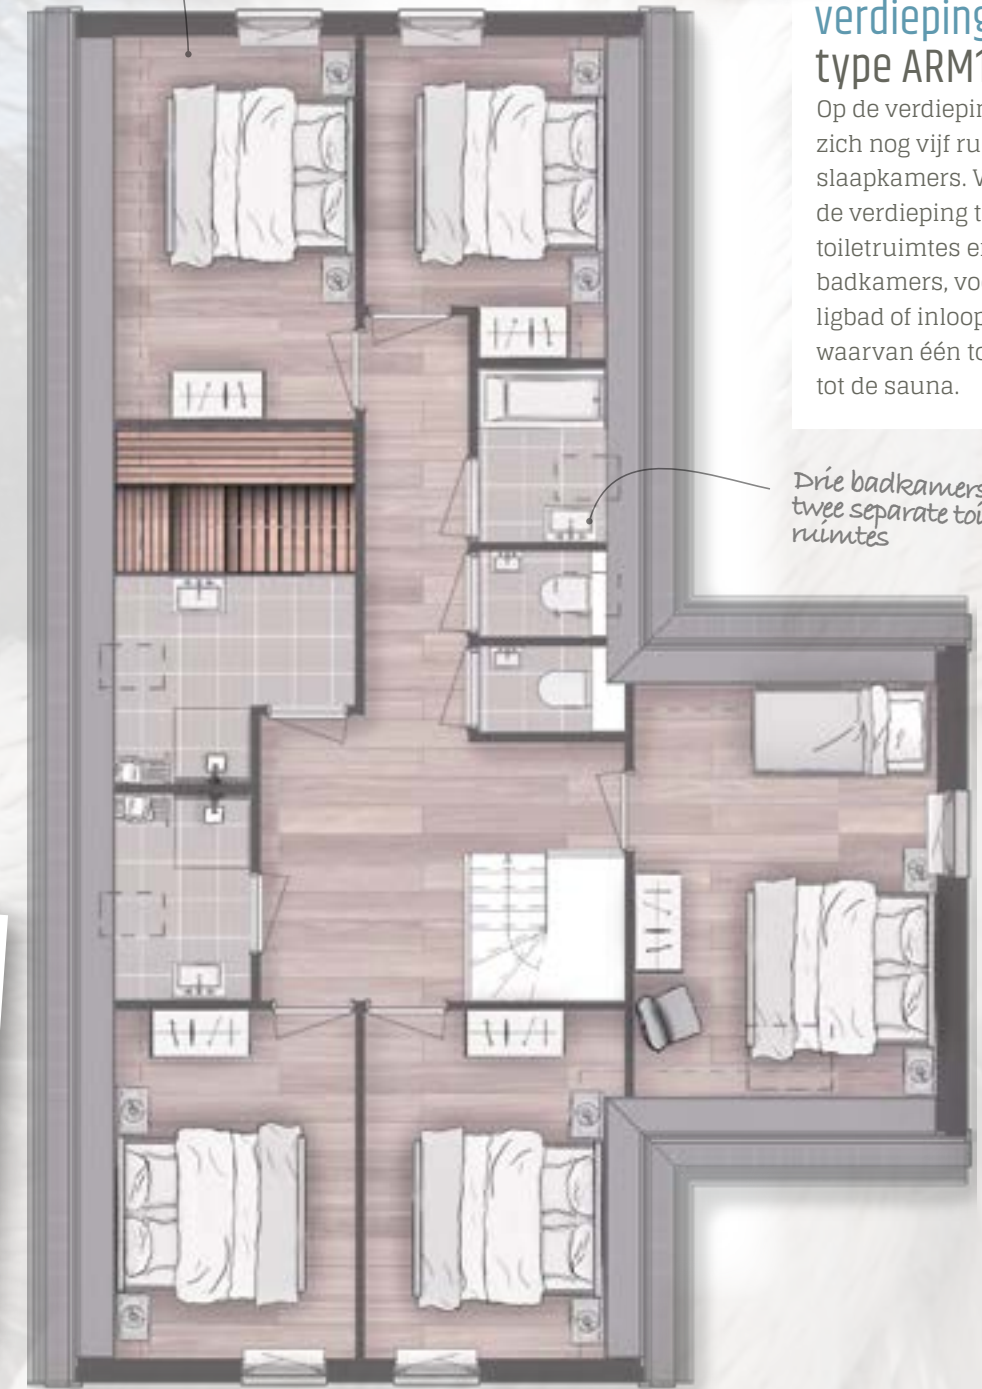 verdieping
type ARM1
Op de verdiepin
zich nog vijf ru
slaapkamers. V
de verdieping t
toiletruimtes e
badkamers, voo
ligbad of inloop
waarvan één to
tot de sauna.
Drie badkamers
twee separate toi
ruimtes